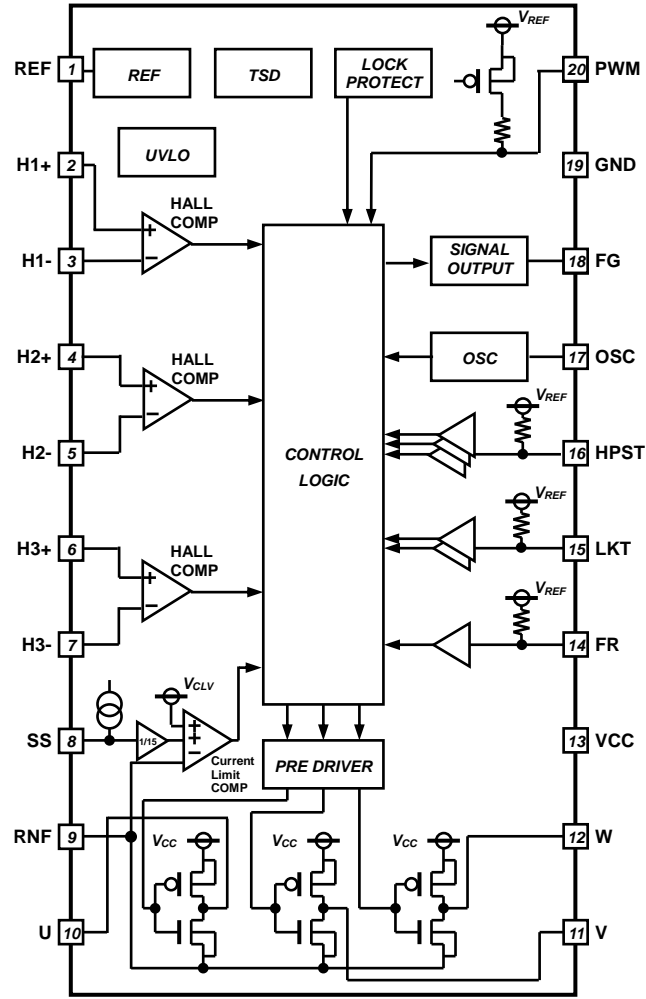 V_REF
REF 1 REF TSD LOCK PROTECT 20 PWM
UVLO
H1+ 2 19 GND
HALL COMP
+
−
H1- 3 SIGNAL OUTPUT 18 FG
H2+ 4 HALL COMP OSC 17 OSC
+
−
V_REF
H2- 5 CONTROL LOGIC 16 HPST
V_REF
H3+ 6 HALL COMP 15 LKT
+
−
V_REF
H3- 7 14 FR
V_CLV
SS 8 1/15 + + − 13 VCC
Current Limit COMP
PRE DRIVER
RNF 9 V_CC V_CC V_CC 12 W
U 10 11 V